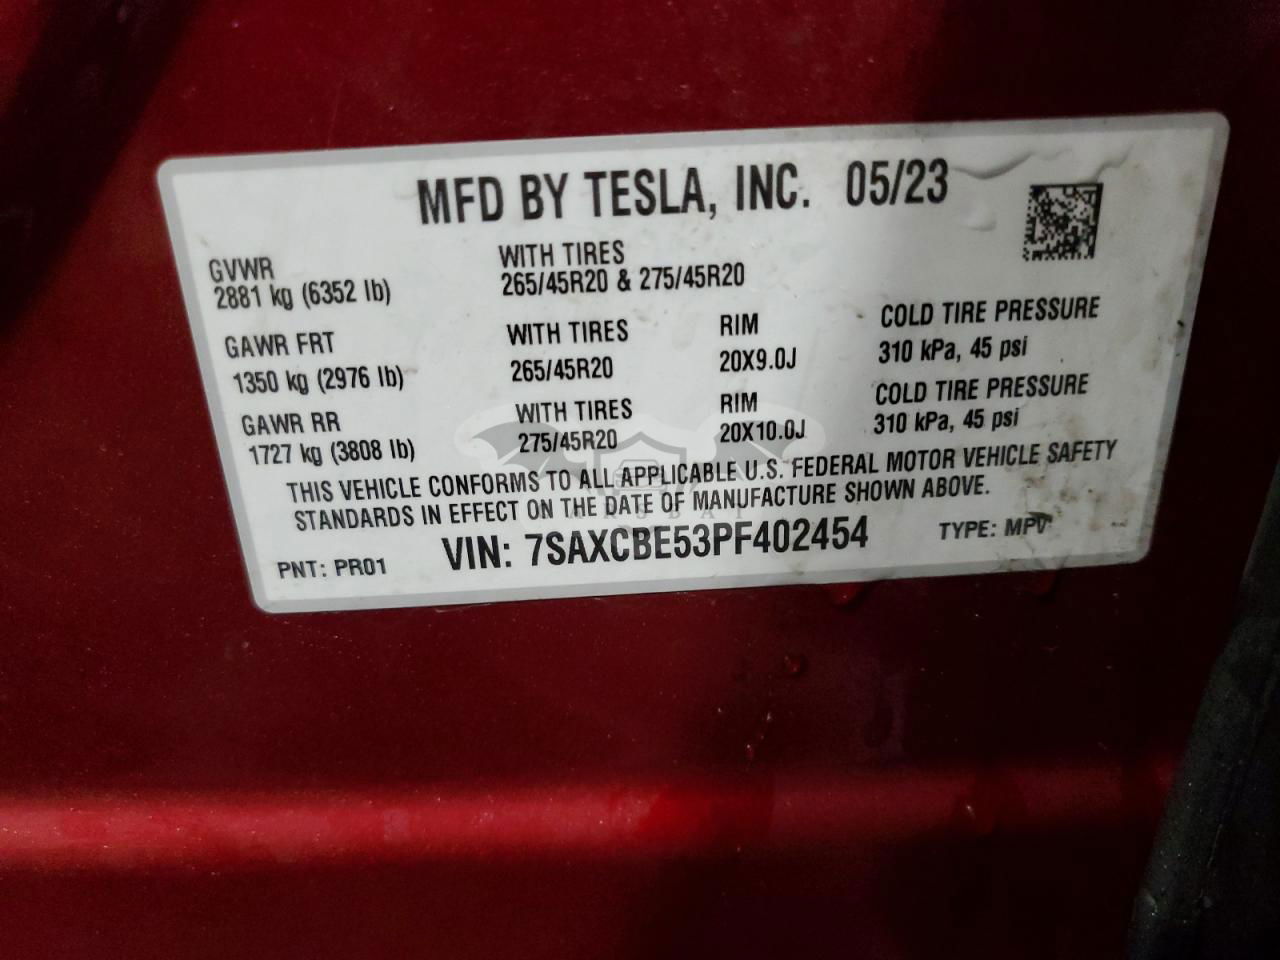 MFD BY TESLA, INC. 05/23
GVWR
2881 kg (6352 lb)
WITH TIRES
265/45R20 & 275/45R20
GAWR FRT
1350 kg (2976 lb)
WITH TIRES
265/45R20
RIM
20X9.0J
COLD TIRE PRESSURE
310 kPa, 45 psi
GAWR RR
1727 kg (3808 lb)
WITH TIRES
275/45R20
RIM
20X10.0J
COLD TIRE PRESSURE
310 kPa, 45 psi
THIS VEHICLE CONFORMS TO ALL APPLICABLE U.S. FEDERAL MOTOR VEHICLE SAFETY
STANDARDS IN EFFECT ON THE DATE OF MANUFACTURE SHOWN ABOVE.
PNT: PR01
VIN: 7SAXCBE53PF402454
TYPE: MPV